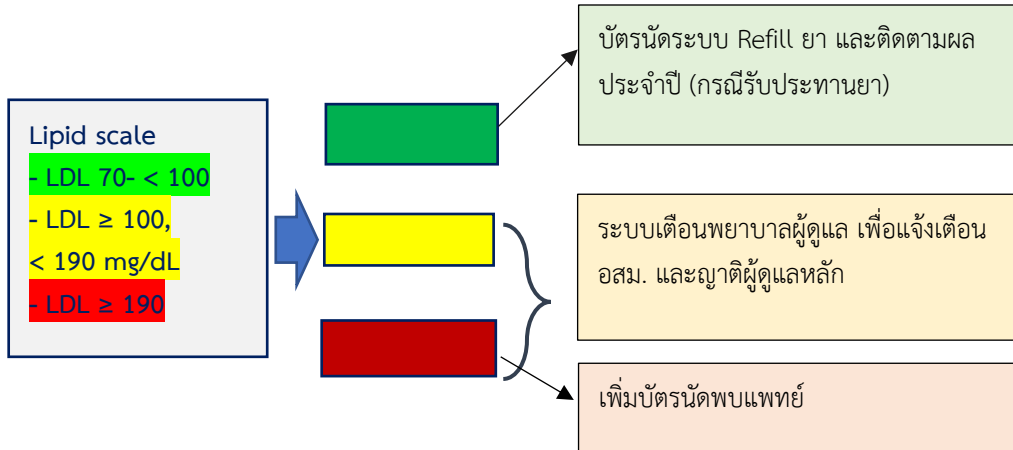 Lipid scale
- LDL 70- < 100
- LDL ≥ 100,
< 190 mg/dL
- LDL ≥ 190
บัตรนัดระบบ Refill ยา และติดตามผล
ประจำปี (กรณีรับประทานยา)
ระบบเตือนพยาบาลผู้ดูแล เพื่อแจ้งเตือน
อสม. และญาติผู้ดูแลหลัก
เพิ่มบัตรนัดพบแพทย์